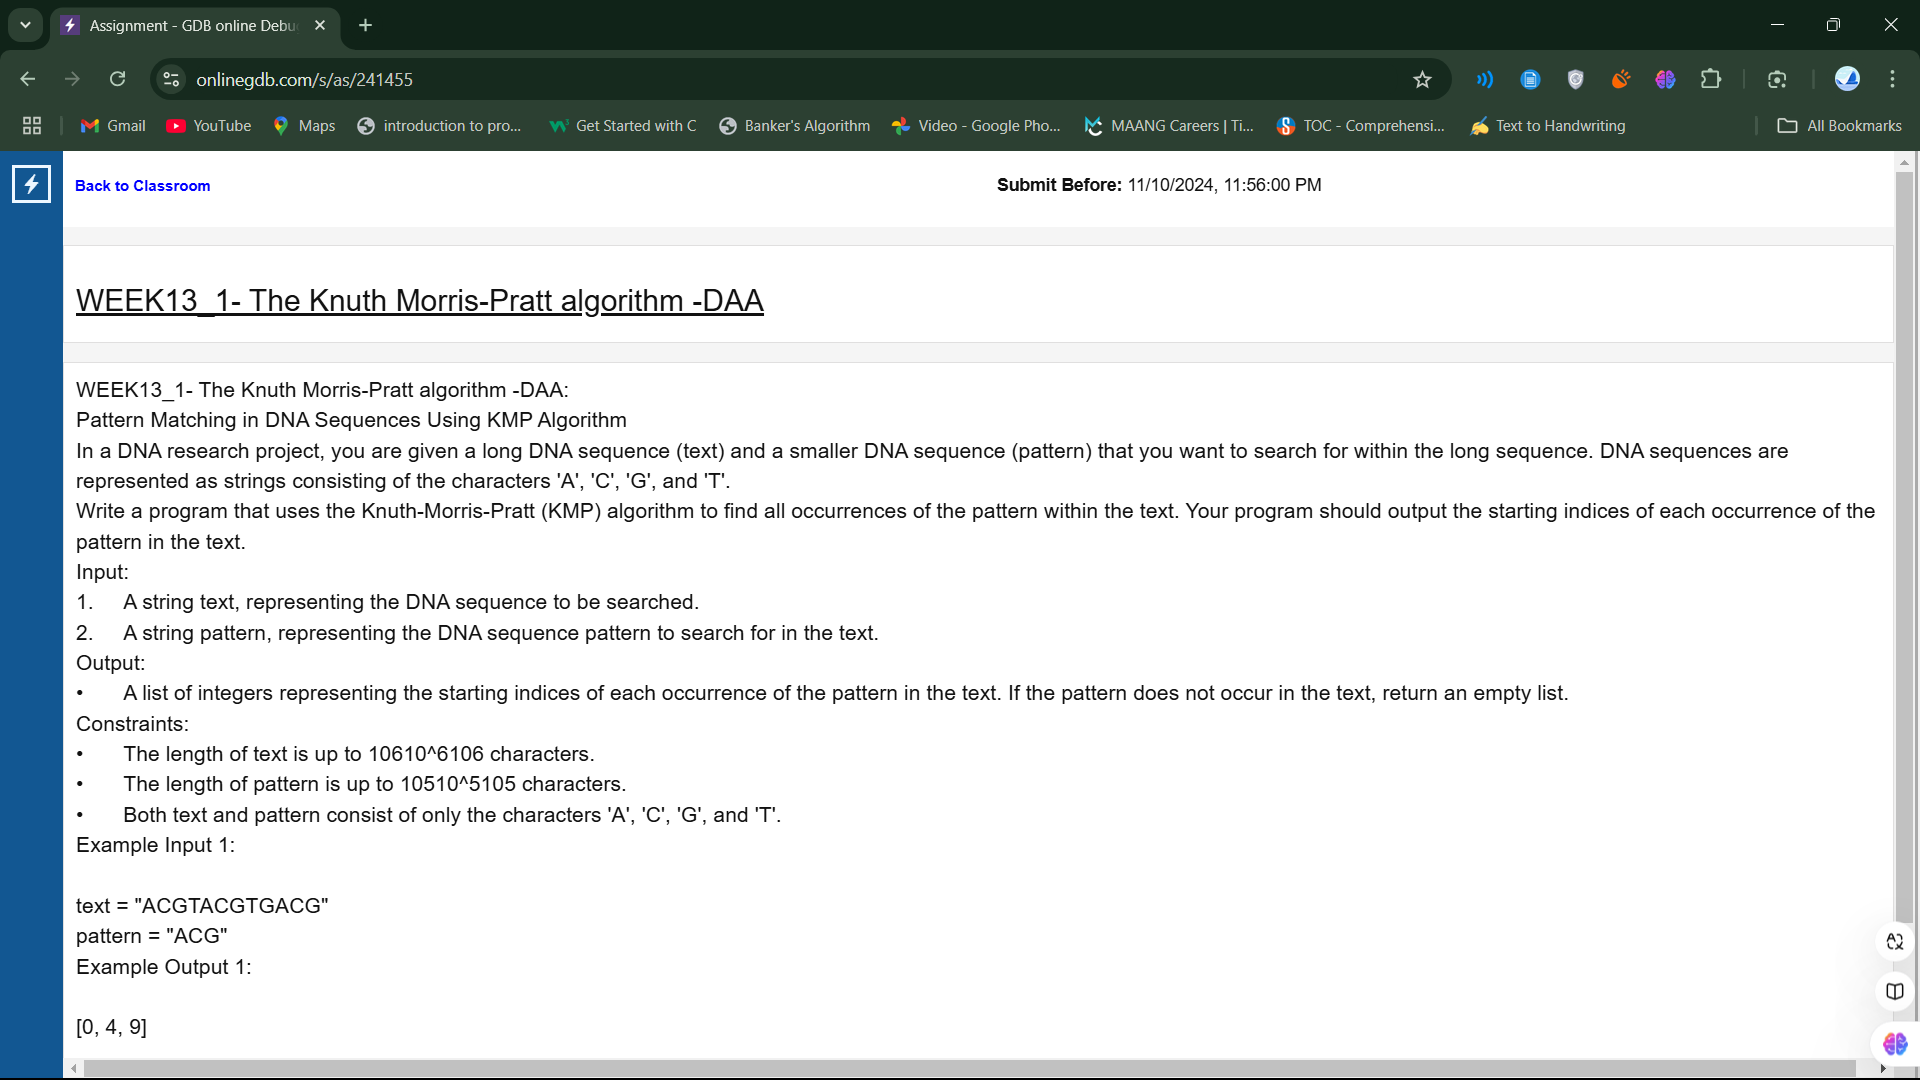 Assignment - GDB online Debu
onlinegdb.com/s/as/241455
Gmail
YouTube
Maps
introduction to pro...
Get Started with C
Banker's Algorithm
Video - Google Pho...
MAANG Careers | Ti...
TOC - Comprehensi...
Text to Handwriting
All Bookmarks
Back to Classroom
Submit Before: 11/10/2024, 11:56:00 PM
WEEK13_1- The Knuth Morris-Pratt algorithm -DAA
WEEK13_1- The Knuth Morris-Pratt algorithm -DAA:
Pattern Matching in DNA Sequences Using KMP Algorithm
In a DNA research project, you are given a long DNA sequence (text) and a smaller DNA sequence (pattern) that you want to search for within the long sequence. DNA sequences are
represented as strings consisting of the characters 'A', 'C', 'G', and 'T'.
Write a program that uses the Knuth-Morris-Pratt (KMP) algorithm to find all occurrences of the pattern within the text. Your program should output the starting indices of each occurrence of the
pattern in the text.
Input:
1. A string text, representing the DNA sequence to be searched.
2. A string pattern, representing the DNA sequence pattern to search for in the text.
Output:
• A list of integers representing the starting indices of each occurrence of the pattern in the text. If the pattern does not occur in the text, return an empty list.
Constraints:
• The length of text is up to 10610^6106 characters.
• The length of pattern is up to 10510^5105 characters.
• Both text and pattern consist of only the characters 'A', 'C', 'G', and 'T'.
Example Input 1:
text = "ACGTACGTGACG"
pattern = "ACG"
Example Output 1:
[0, 4, 9]